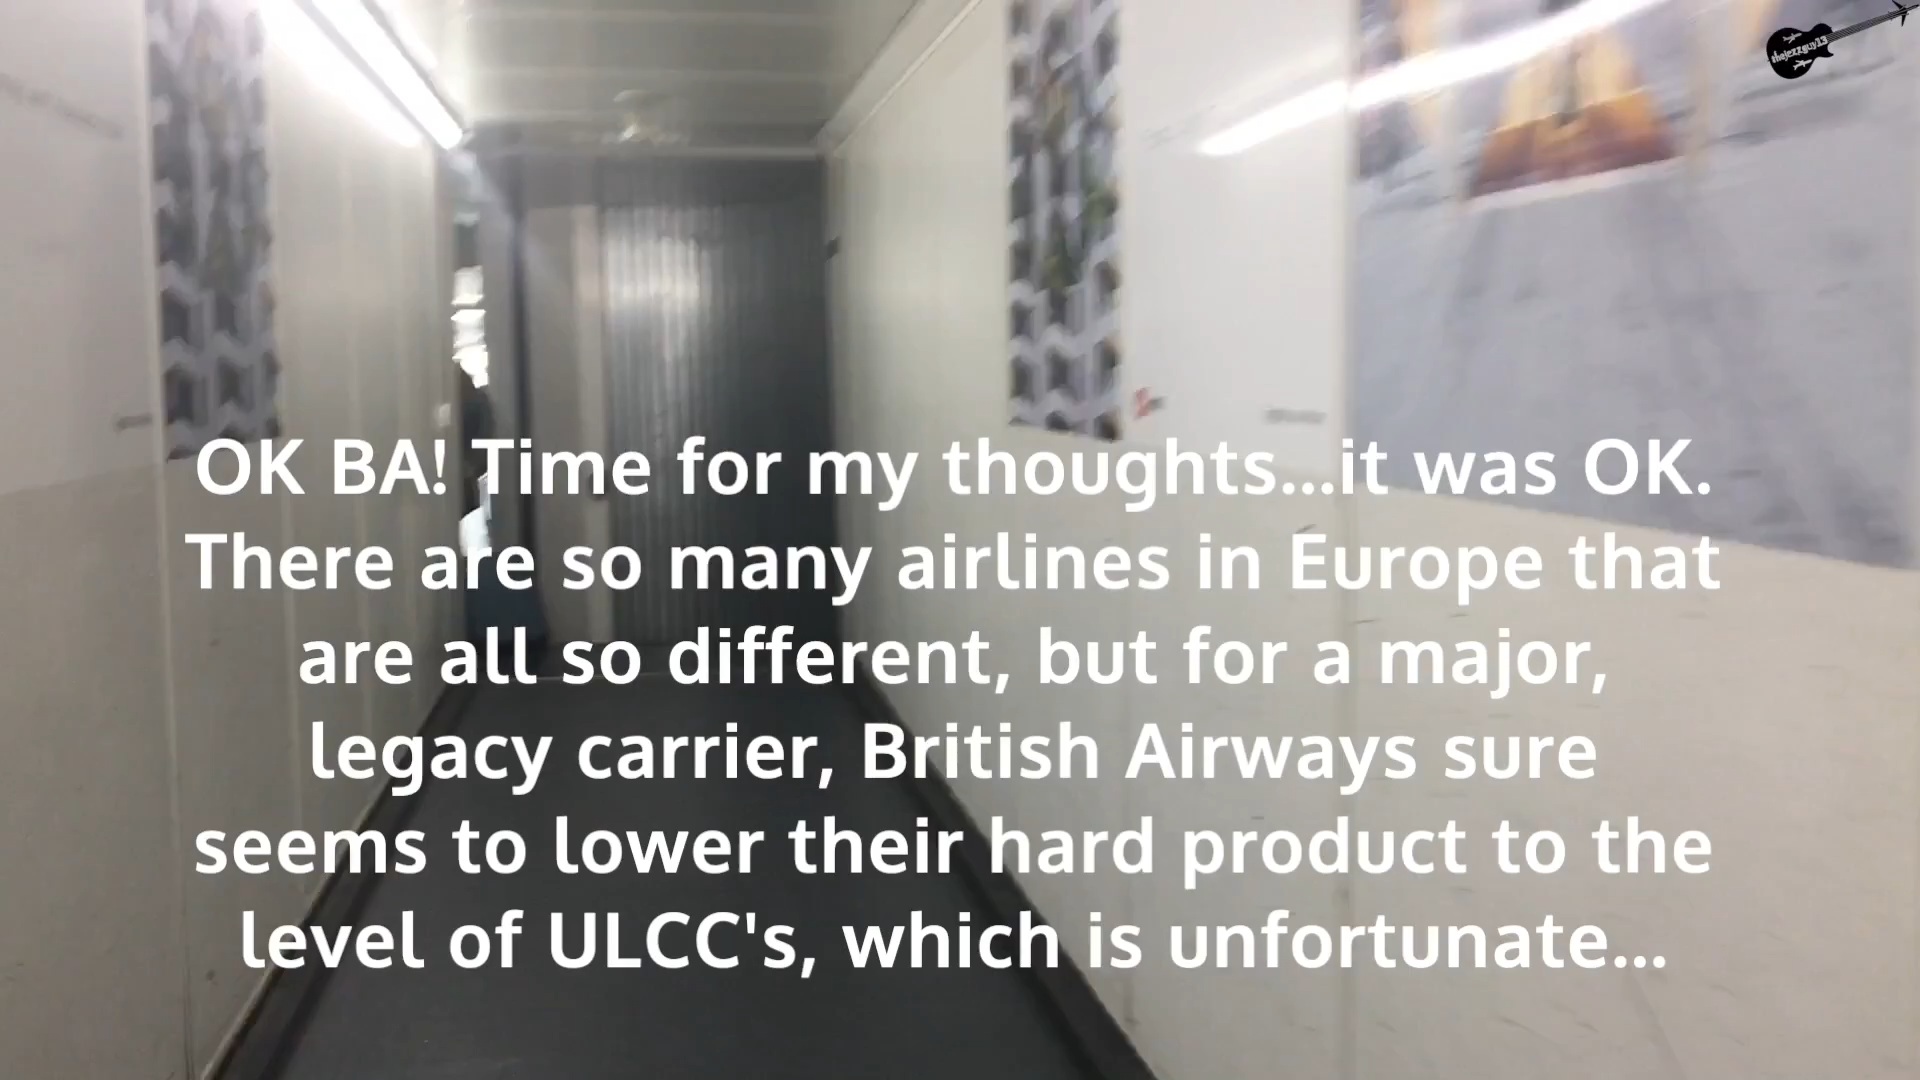 thejazzguy13
OK BA! Time for my thoughts...it was OK.
There are so many airlines in Europe that
are all so different, but for a major,
legacy carrier, British Airways sure
seems to lower their hard product to the
level of ULCC's, which is unfortunate...